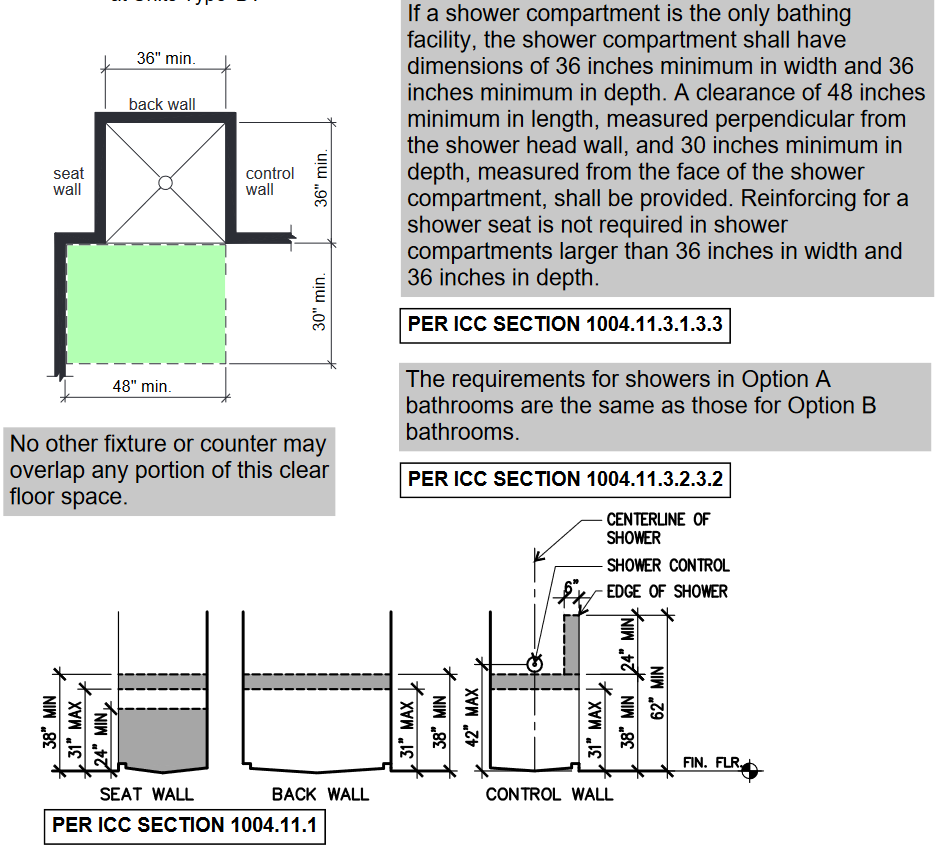 36" min.
back wall
seat
wall
control
wall
36" min.
30" min.
48" min.
No other fixture or counter may
overlap any portion of this clear
floor space.
If a shower compartment is the only bathing
facility, the shower compartment shall have
dimensions of 36 inches minimum in width and 36
inches minimum in depth. A clearance of 48 inches
minimum in length, measured perpendicular from
the shower head wall, and 30 inches minimum in
depth, measured from the face of the shower
compartment, shall be provided. Reinforcing for a
shower seat is not required in shower
compartments larger than 36 inches in width and
36 inches in depth.
PER ICC SECTION 1004.11.3.1.3.3
The requirements for showers in Option A
bathrooms are the same as those for Option B
bathrooms.
PER ICC SECTION 1004.11.3.2.3.2
CENTERLINE OF
SHOWER
SHOWER CONTROL
EDGE OF SHOWER
6"
38" MIN
31" MAX
24" MIN
31" MAX
38" MIN
42" MAX
31" MAX
38" MIN
24" MIN
62" MIN
FIN. FLR.
SEAT WALL
BACK WALL
CONTROL WALL
PER ICC SECTION 1004.11.1